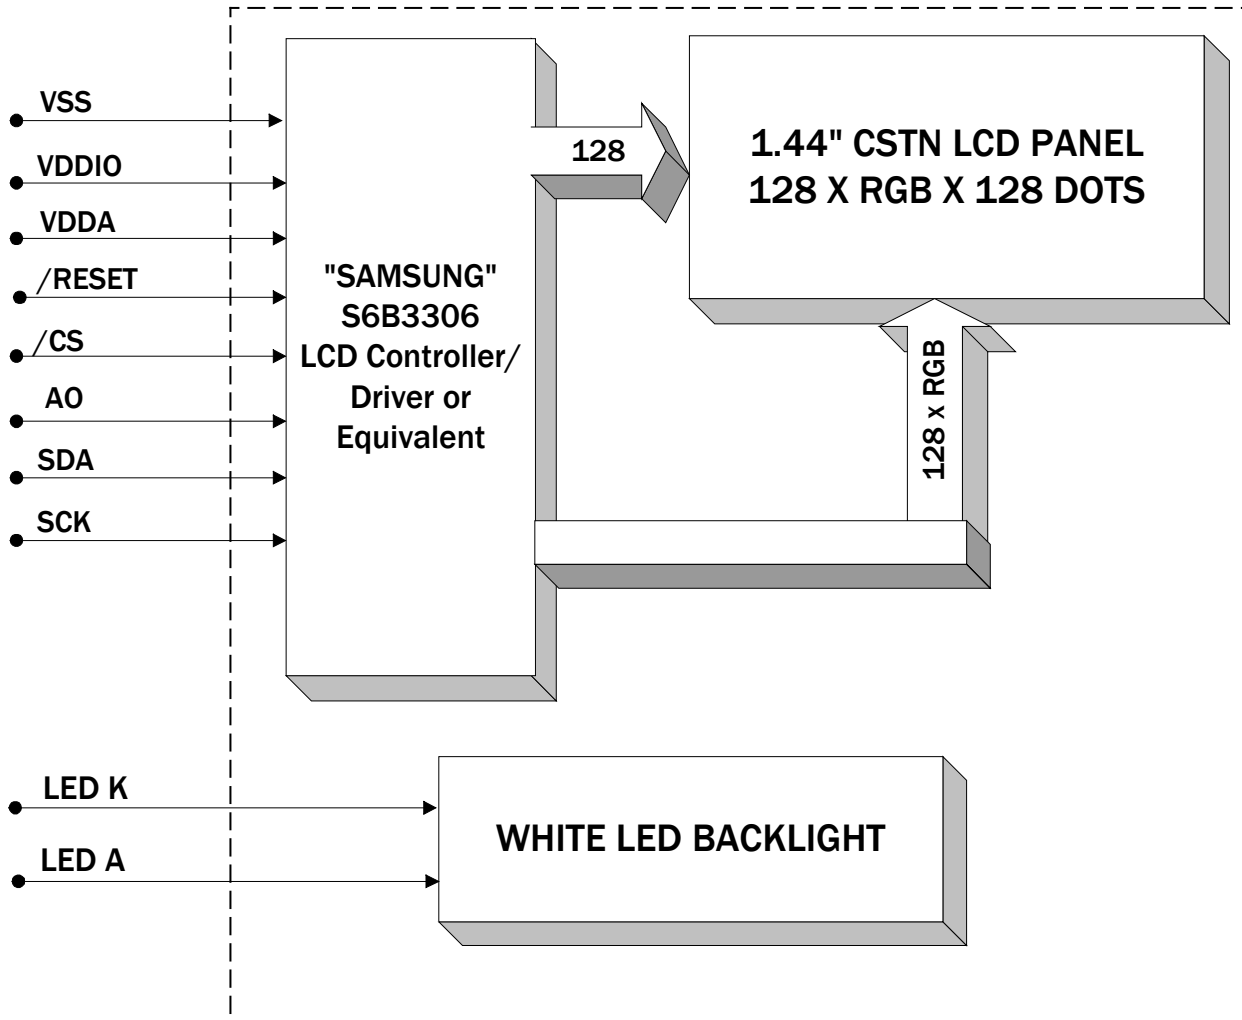 VSS
VDDIO
VDDA
/RESET
/CS
AO
SDA
SCK
"SAMSUNG"
S6B3306
LCD Controller/
Driver or
Equivalent
128
1.44" CSTN LCD PANEL
128 X RGB X 128 DOTS
128 x RGB
LED K
LED A
WHITE LED BACKLIGHT